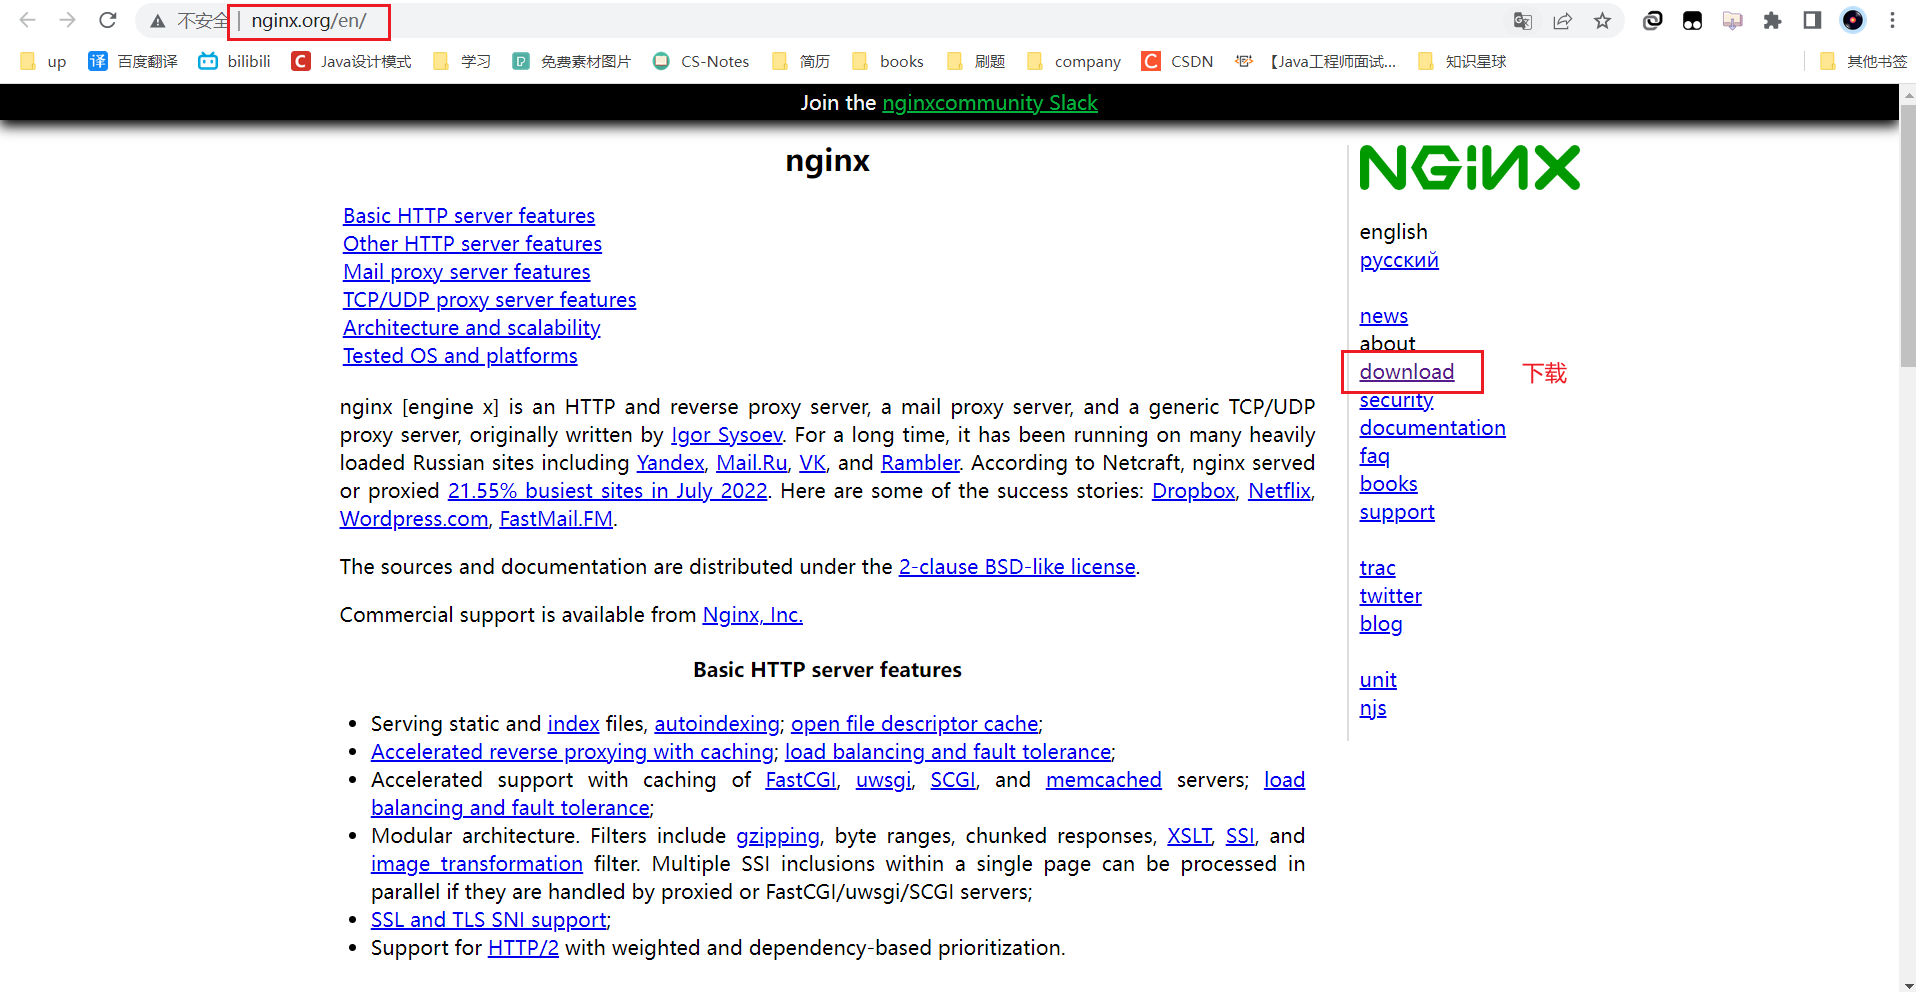 不安全 | nginx.org/en/
up 百度翻译 bilibili Java设计模式 学习 免费素材图片 CS-Notes 简历 books 刷题 company CSDN 【Java工程师面试... 知识星球 其他书签
Join the nginxcommunity Slack
nginx
NGINX
Basic HTTP server features
Other HTTP server features
Mail proxy server features
TCP/UDP proxy server features
Architecture and scalability
Tested OS and platforms
nginx [engine x] is an HTTP and reverse proxy server, a mail proxy server, and a generic TCP/UDP
proxy server, originally written by Igor Sysoev. For a long time, it has been running on many heavily
loaded Russian sites including Yandex, Mail.Ru, VK, and Rambler. According to Netcraft, nginx served
or proxied 21.55% busiest sites in July 2022. Here are some of the success stories: Dropbox, Netflix,
Wordpress.com, FastMail.FM.
The sources and documentation are distributed under the 2-clause BSD-like license.
Commercial support is available from Nginx, Inc.
Basic HTTP server features
Serving static and index files, autoindexing; open file descriptor cache;
Accelerated reverse proxying with caching; load balancing and fault tolerance;
Accelerated support with caching of FastCGI, uwsgi, SCGI, and memcached servers; load
balancing and fault tolerance;
Modular architecture. Filters include gzipping, byte ranges, chunked responses, XSLT, SSI, and
image transformation filter. Multiple SSI inclusions within a single page can be processed in
parallel if they are handled by proxied or FastCGI/uwsgi/SCGI servers;
SSL and TLS SNI support;
Support for HTTP/2 with weighted and dependency-based prioritization.
english
русский
news
about
download 下载
security
documentation
faq
books
support
trac
twitter
blog
unit
njs